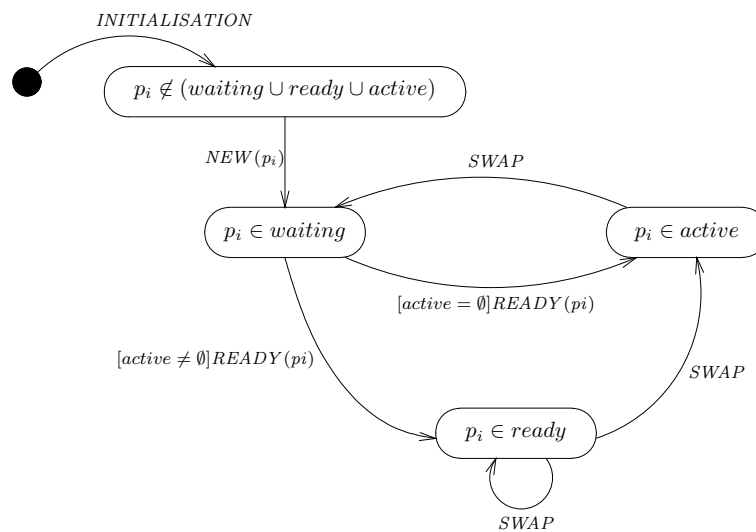 INITIALISATION
p_i ∉ (waiting ∪ ready ∪ active)
NEW(p_i)
SWAP
p_i ∈ waiting
p_i ∈ active
[active = ∅]READY(pi)
[active ≠ ∅]READY(pi)
SWAP
p_i ∈ ready
SWAP